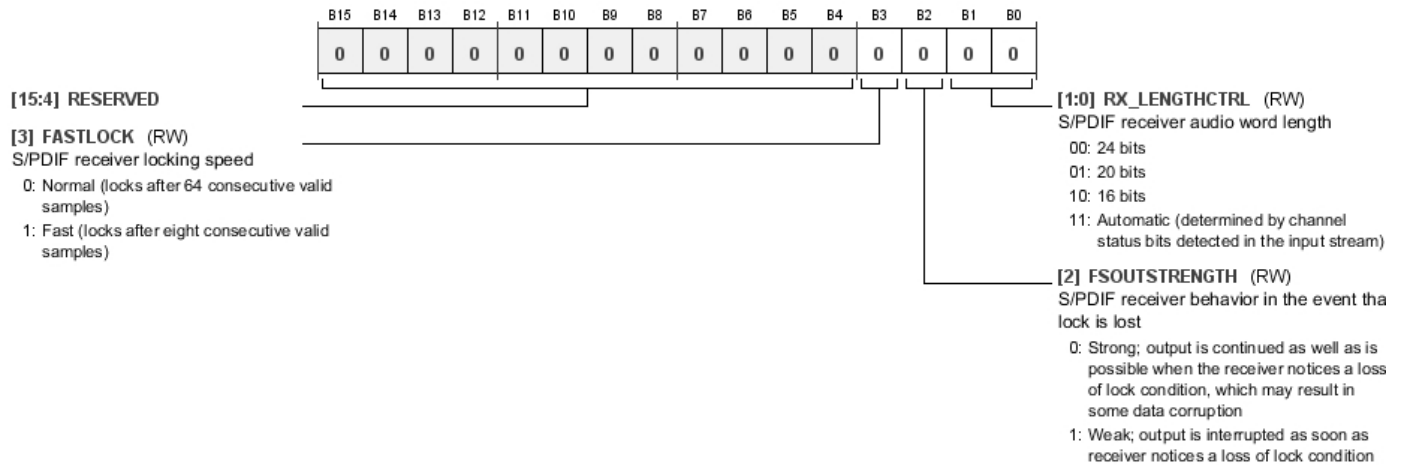 B15 B14 B13 B12 B11 B10 B9 B8 B7 B6 B5 B4 B3 B2 B1 B0
0 0 0 0 0 0 0 0 0 0 0 0 0 0 0 0
[15:4] RESERVED
[3] FASTLOCK (RW)
S/PDIF receiver locking speed
0: Normal (locks after 64 consecutive valid
samples)
1: Fast (locks after eight consecutive valid
samples)
[1:0] RX_LENGTHCTRL (RW)
S/PDIF receiver audio word length
00: 24 bits
01: 20 bits
10: 16 bits
11: Automatic (determined by channel
status bits detected in the input stream)
[2] FSOUTSTRENGTH (RW)
S/PDIF receiver behavior in the event tha
lock is lost
0: Strong; output is continued as well as is
possible when the receiver notices a loss
of lock condition, which may result in
some data corruption
1: Weak; output is interrupted as soon as
receiver notices a loss of lock condition